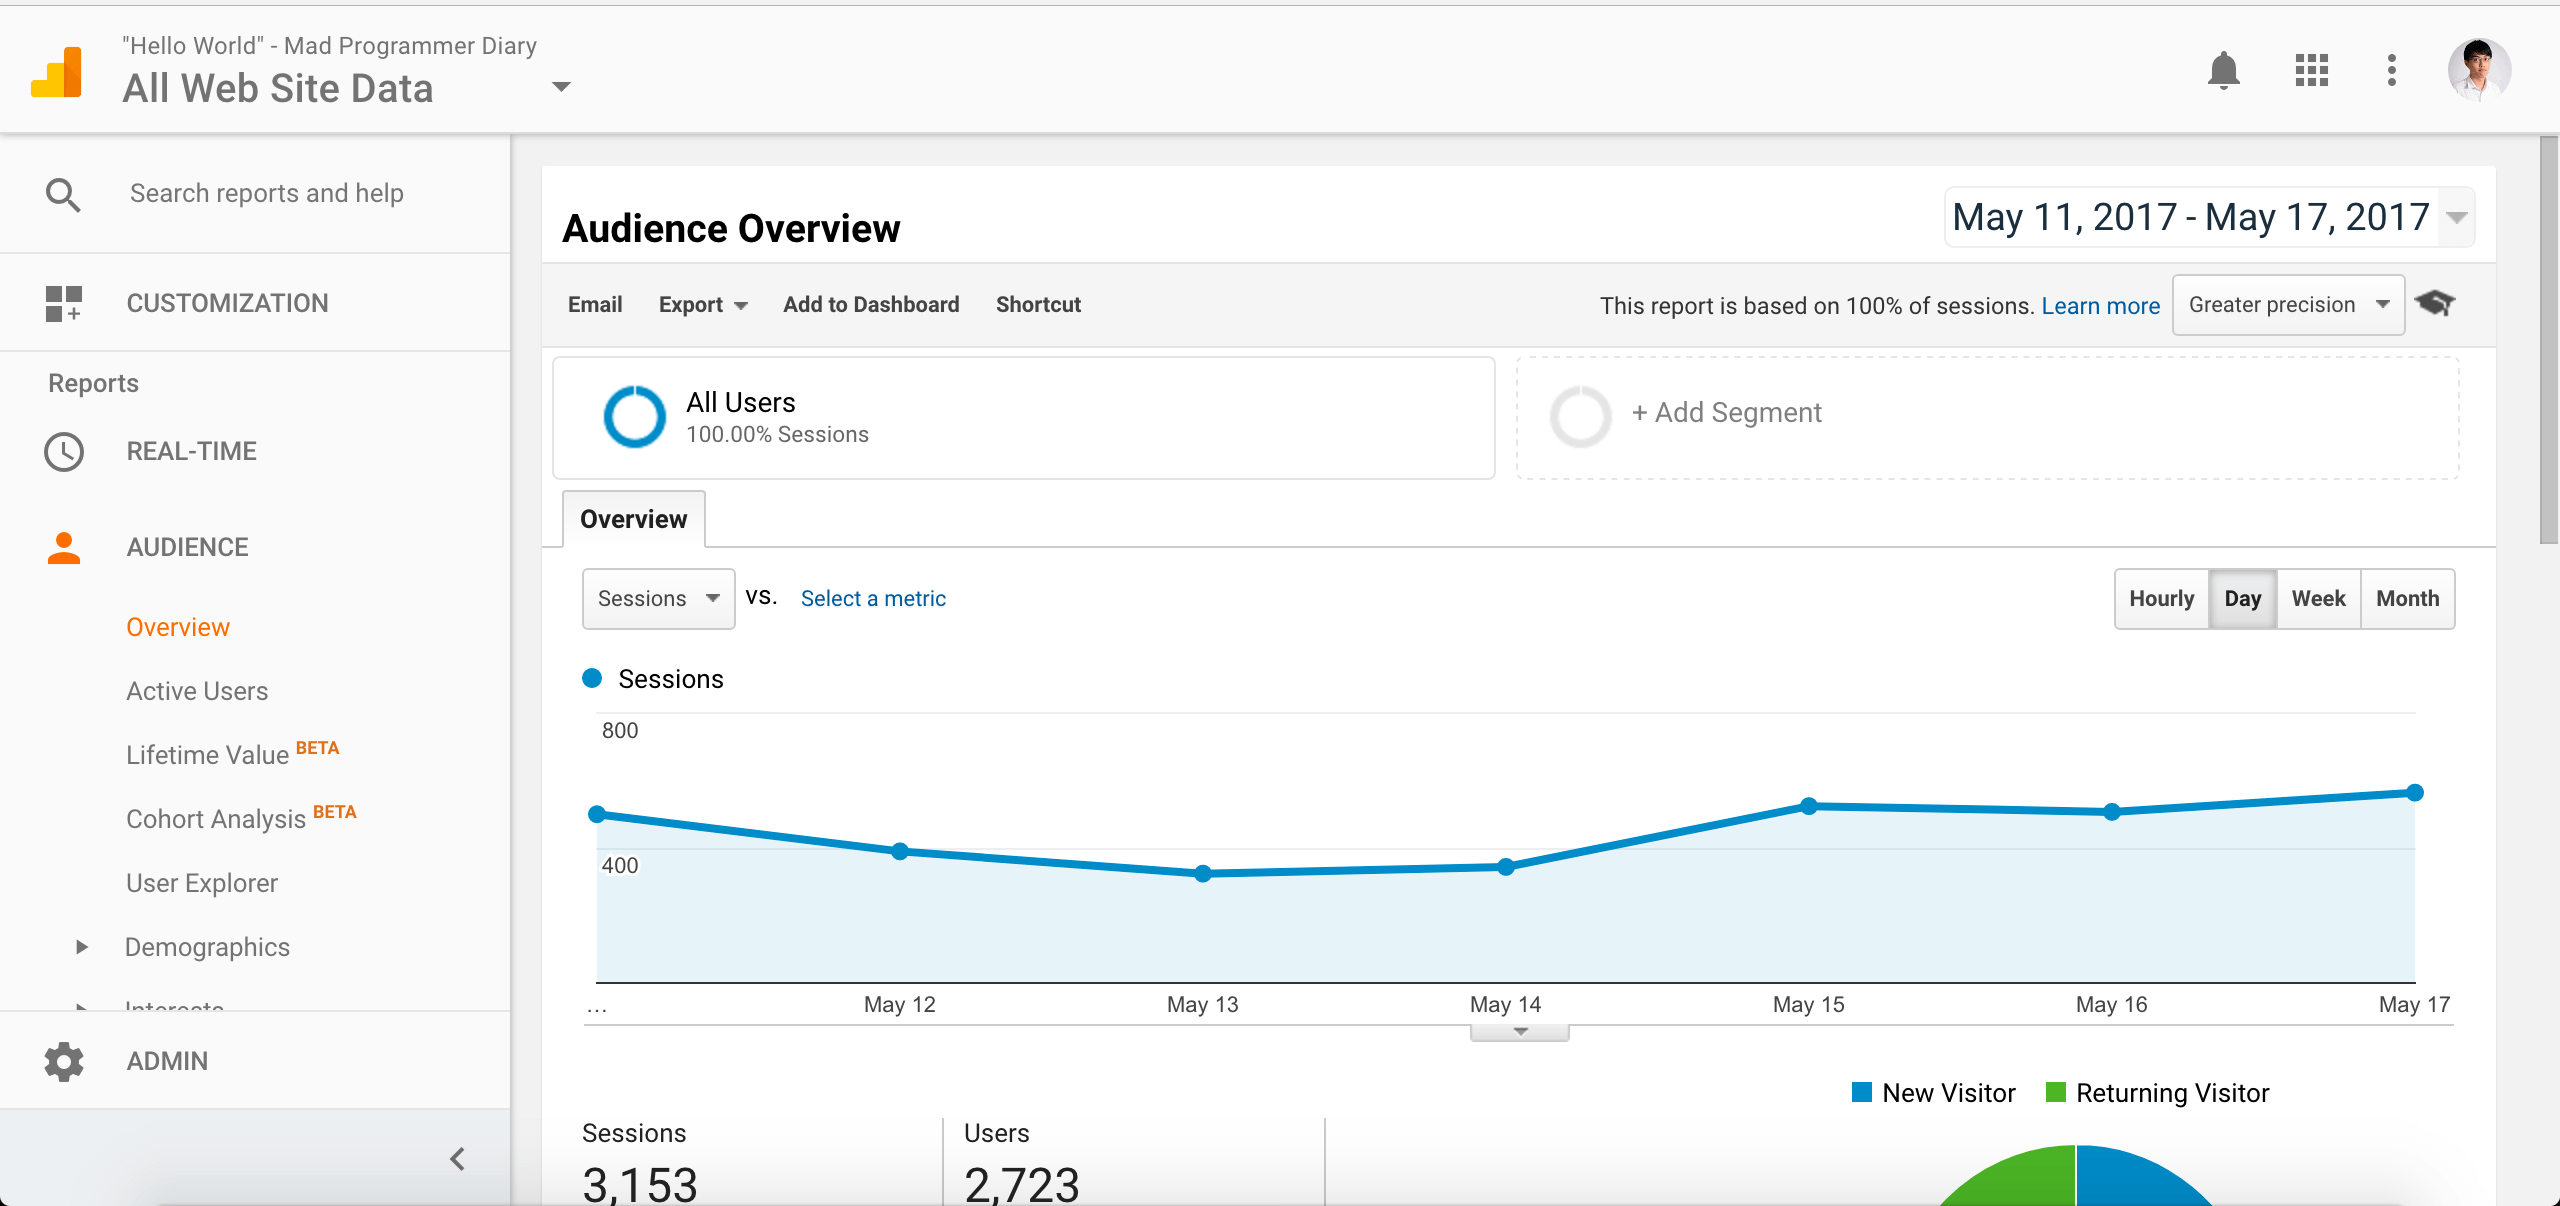 "Hello World" - Mad Programmer Diary
All Web Site Data
Search reports and help
CUSTOMIZATION
Reports
REAL-TIME
AUDIENCE
Overview
Active Users
Lifetime Value BETA
Cohort Analysis BETA
User Explorer
Demographics
Interests
ADMIN
Audience Overview
May 11, 2017 - May 17, 2017
Email Export Add to Dashboard Shortcut
This report is based on 100% of sessions. Learn more Greater precision
All Users
100.00% Sessions
+ Add Segment
Overview
Sessions vs. Select a metric
Hourly Day Week Month
Sessions
800
400
... May 12 May 13 May 14 May 15 May 16 May 17
New Visitor Returning Visitor
Sessions
3,153
Users
2,723